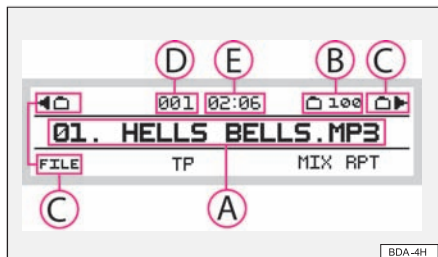 D E B C
001 02:06 100
01. HELLS BELLS.MP3
FILE TP MIX RPT
C A
BDA-4H